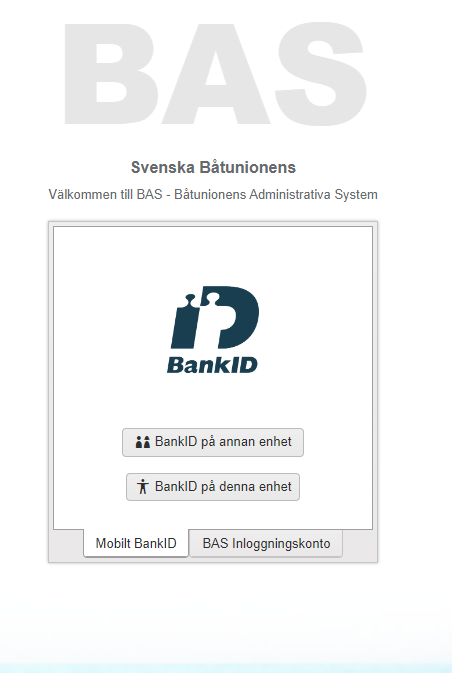 BAS
Svenska Båtunionens
Välkommen till BAS - Båtunionens Administrativa System
BankID
BankID på annan enhet
BankID på denna enhet
Mobilt BankID
BAS Inloggningskonto